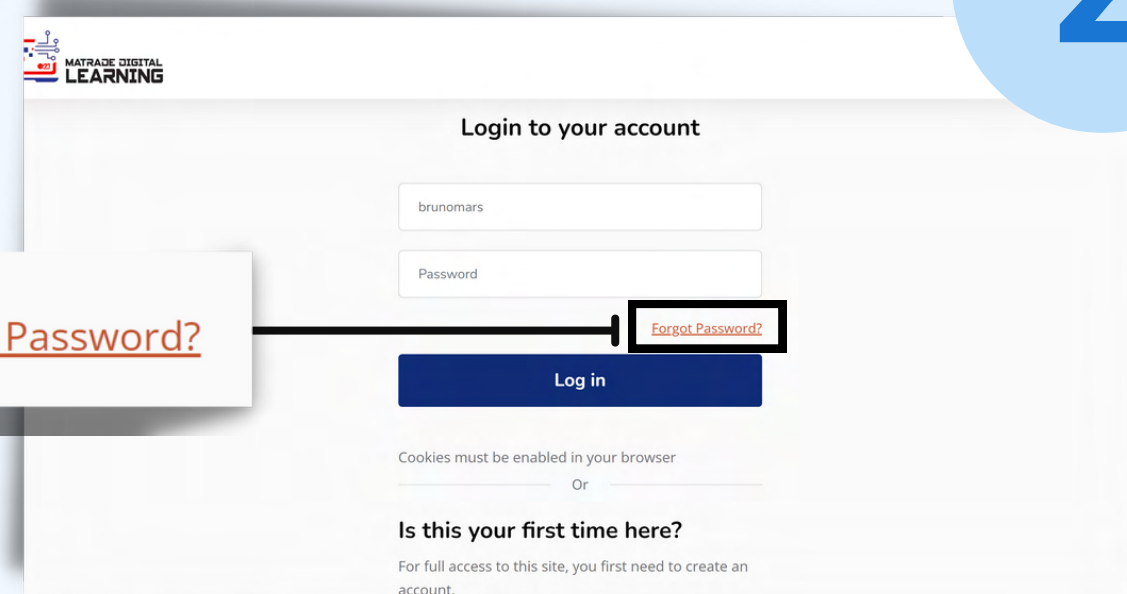 MATRADE DIGITAL
LEARNING
Login to your account
brunomars
Password
Forgot Password?
Password?
Log in
Cookies must be enabled in your browser
Or
Is this your first time here?
For full access to this site, you first need to create an
account.